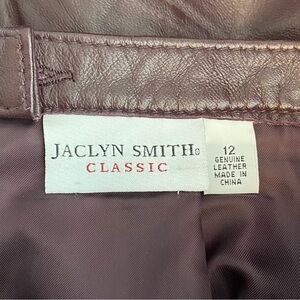 JACLYN SMITH®
CLASSIC
12
GENUINE
LEATHER
MADE IN
CHINA